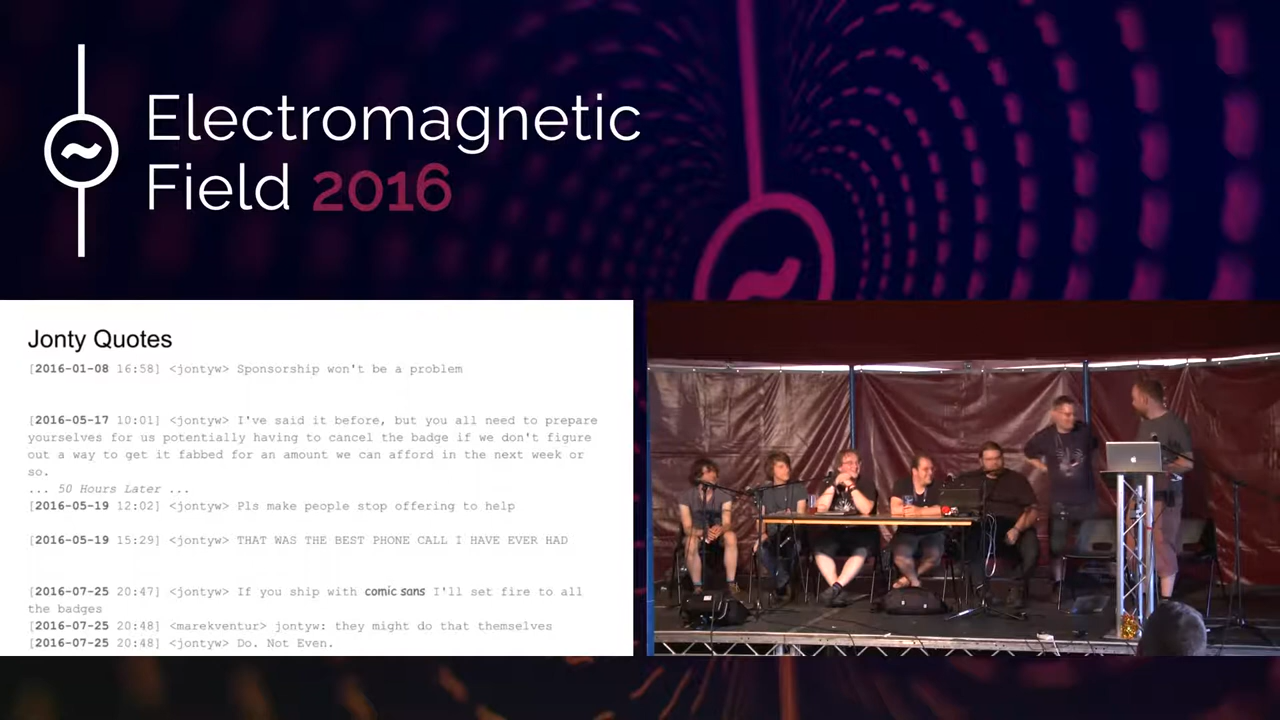 Electromagnetic
Field 2016
Jonty Quotes
[2016-01-08 16:58] <jontyw> Sponsorship won't be a problem
[2016-05-17 10:01] <jontyw> I've said it before, but you all need to prepare
yourselves for us potentially having to cancel the badge if we don't figure
out a way to get it fabbed for an amount we can afford in the next week or
so.
... 50 Hours Later ...
[2016-05-19 12:02] <jontyw> Pls make people stop offering to help
[2016-05-19 15:29] <jontyw> THAT WAS THE BEST PHONE CALL I HAVE EVER HAD
[2016-07-25 20:47] <jontyw> If you ship with comic sans I'll set fire to all
the badges
[2016-07-25 20:48] <marekventur> jontyw: they might do that themselves
[2016-07-25 20:48] <jontyw> Do. Not Even.